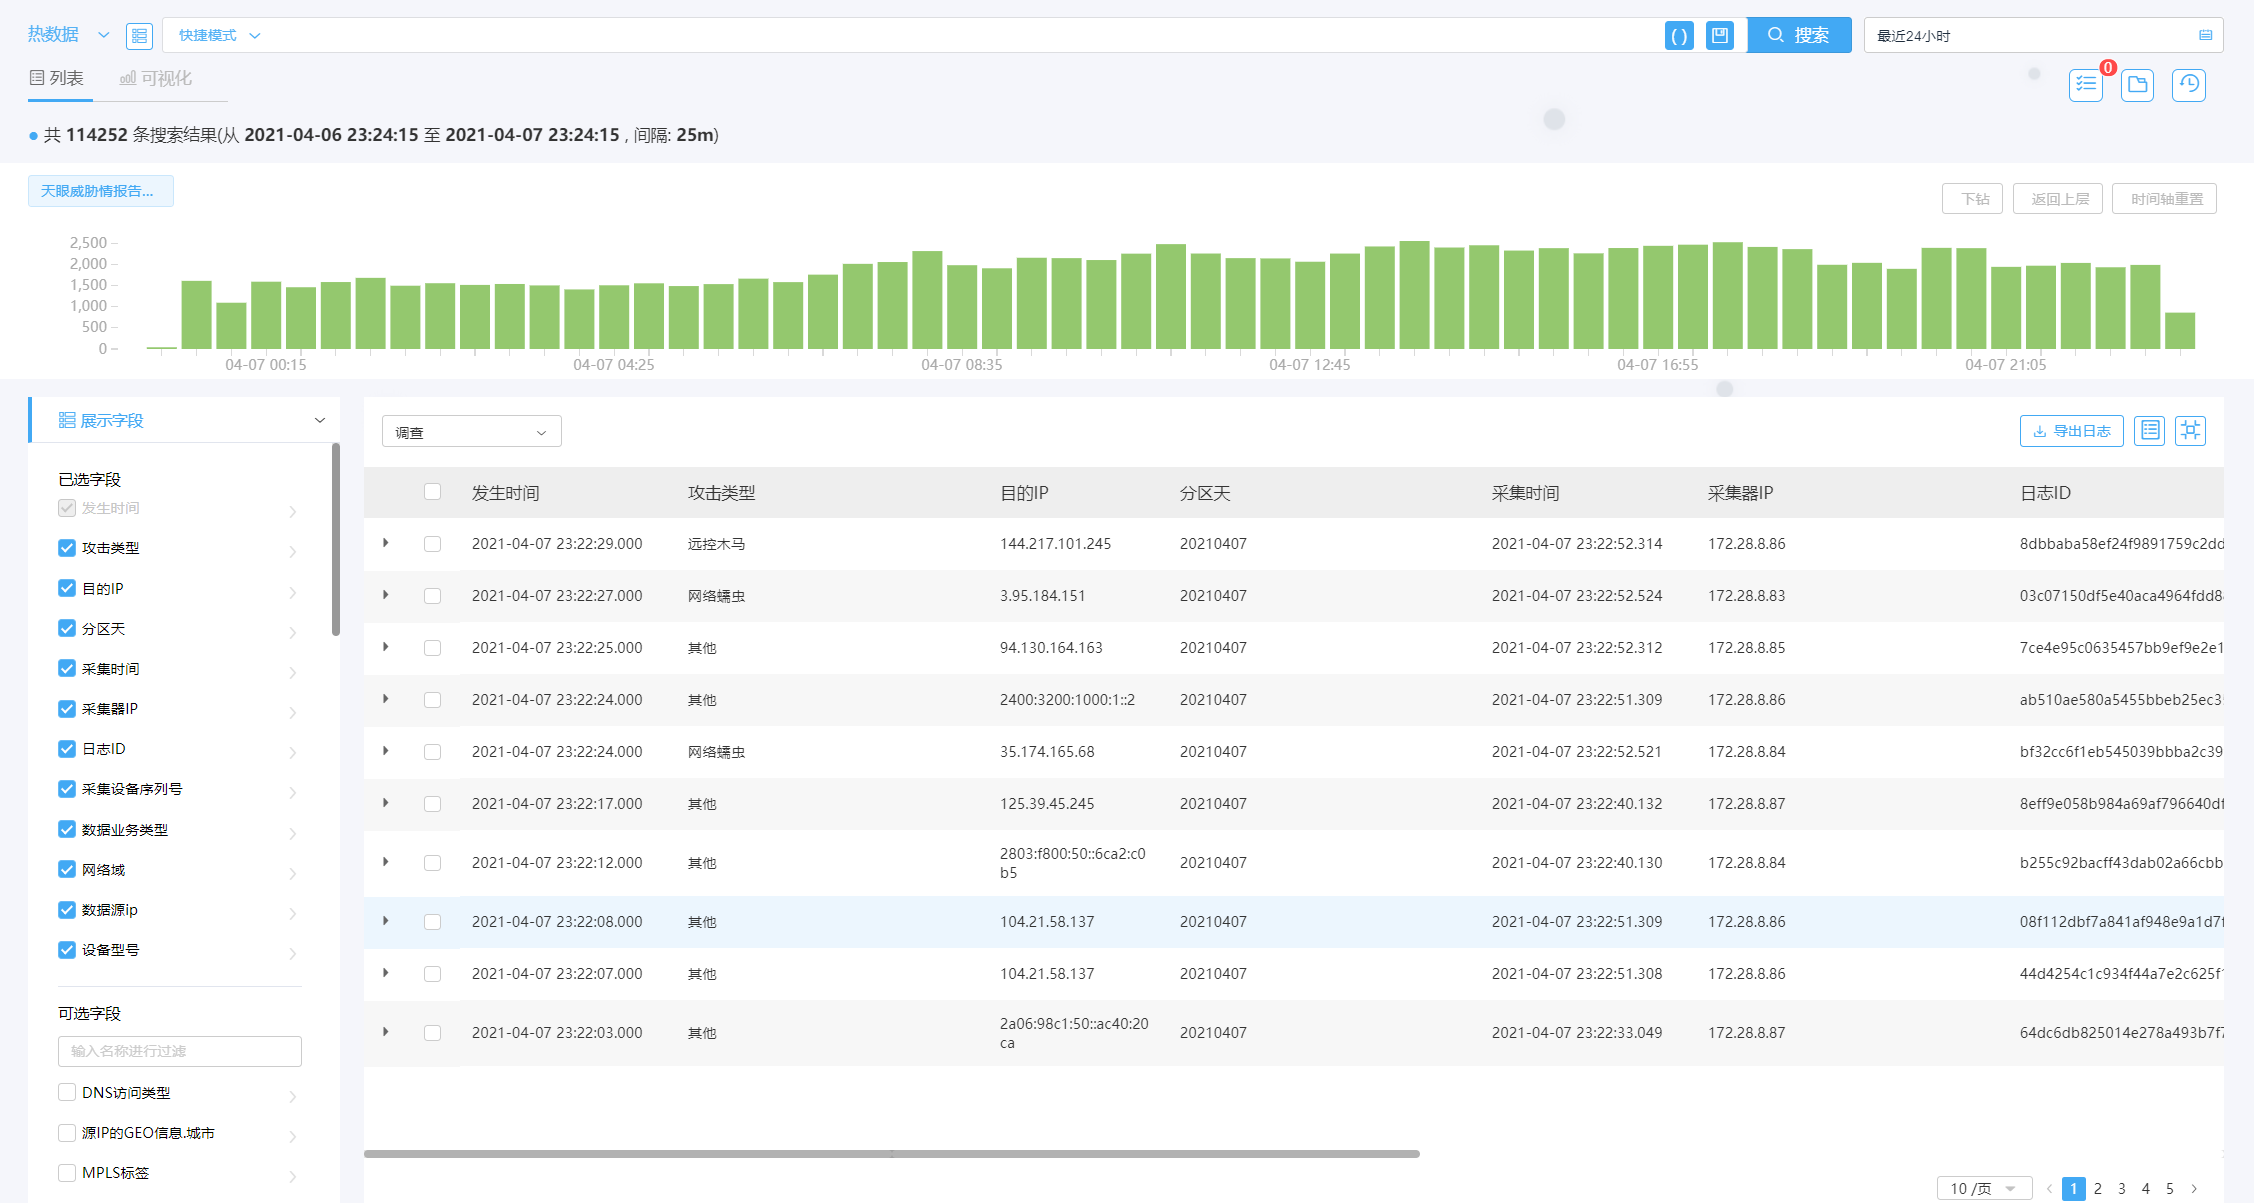 热数据 快捷模式 ( ) 搜索 最近24小时
列表 可视化 0
共 114252 条搜索结果(从 2021-04-06 23:24:15 至 2021-04-07 23:24:15 , 间隔: 25m)
天眼威胁情报告... 下钻 返回上层 时间轴重置
2,500
2,000
1,500
1,000
500
0
04-07 00:15 04-07 04:25 04-07 08:35 04-07 12:45 04-07 16:55 04-07 21:05
展示字段
已选字段
发生时间
攻击类型
目的IP
分区天
采集时间
采集器IP
日志ID
采集设备序列号
数据业务类型
网络域
数据源ip
设备型号
可选字段
输入名称进行过滤
DNS访问类型
源IP的GEO信息.城市
MPLS标签
调查 导出日志
发生时间 攻击类型 目的IP 分区天 采集时间 采集器IP 日志ID
2021-04-07 23:22:29.000 远控木马 144.217.101.245 20210407 2021-04-07 23:22:52.314 172.28.8.86 8dbbaba58ef24f9891759c2dd
2021-04-07 23:22:27.000 网络蠕虫 3.95.184.151 20210407 2021-04-07 23:22:52.524 172.28.8.83 03c07150df5e40aca4964fdd8
2021-04-07 23:22:25.000 其他 94.130.164.163 20210407 2021-04-07 23:22:52.312 172.28.8.85 7ce4e95c0635457bb9ef9e2e1
2021-04-07 23:22:24.000 其他 2400:3200:1000:1::2 20210407 2021-04-07 23:22:51.309 172.28.8.86 ab510ae580a5455bbeb25ec3
2021-04-07 23:22:24.000 网络蠕虫 35.174.165.68 20210407 2021-04-07 23:22:52.521 172.28.8.84 bf32cc6f1eb545039bbba2c39
2021-04-07 23:22:17.000 其他 125.39.45.245 20210407 2021-04-07 23:22:40.132 172.28.8.87 8eff9e058b984a69af796640d
2021-04-07 23:22:12.000 其他 2803:f800:50::6ca2:c0 20210407 2021-04-07 23:22:40.130 172.28.8.84 b255c92bacff43dab02a66cbb
b5
2021-04-07 23:22:08.000 其他 104.21.58.137 20210407 2021-04-07 23:22:51.309 172.28.8.86 08f112dbf7a841af948e9a1d7
2021-04-07 23:22:07.000 其他 104.21.58.137 20210407 2021-04-07 23:22:51.308 172.28.8.86 44d4254c1c934f44a7e2c625f
2021-04-07 23:22:03.000 其他 2a06:98c1:50::ac40:20 20210407 2021-04-07 23:22:33.049 172.28.8.87 64dc6db825014e278a493b7f
ca
10 /页 1 2 3 4 5